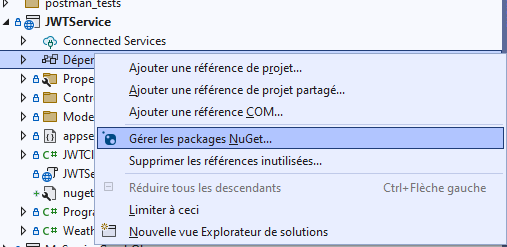 postman_tests
JWTService
Connected Services
Déper
Ajouter une référence de projet...
Prope
Ajouter une référence de projet partagé...
Contr
Ajouter une référence COM...
Mode
appse
Gérer les packages NuGet...
JWTCl
Supprimer les références inutilisées...
JWTSe
nuget
Réduire tous les descendants Ctrl+Flèche gauche
Progra
Limiter à ceci
Weath
Nouvelle vue Explorateur de solutions